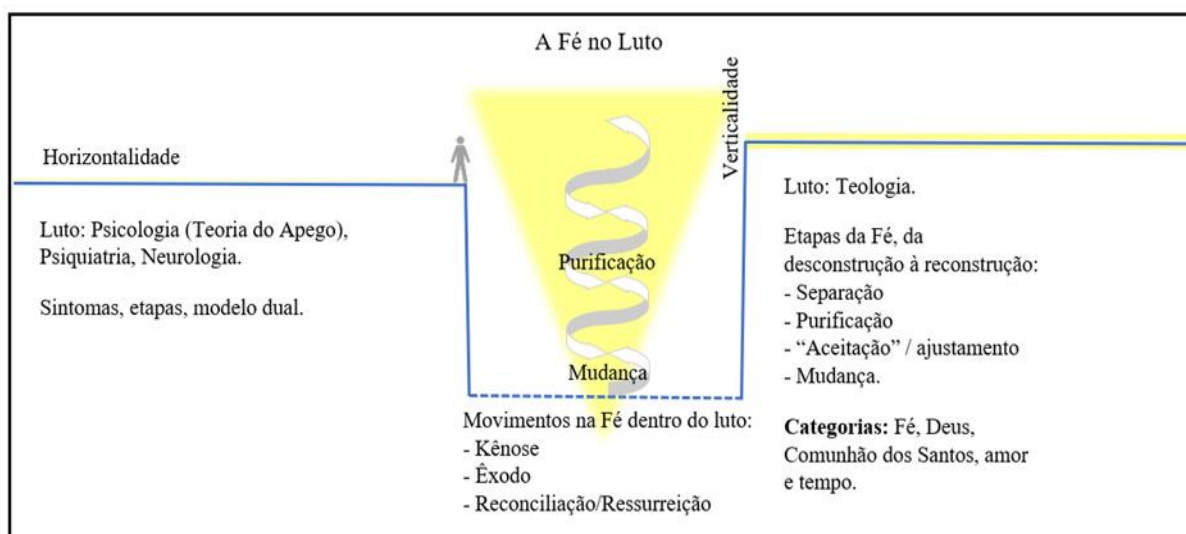 A Fé no Luto
Horizontalidade
Luto: Psicologia (Teoria do Apego),
Psiquiatria, Neurologia.
Sintomas, etapas, modelo dual.
Purificação
Mudança
Movimentos na Fé dentro do luto:
- Kênose
- Êxodo
- Reconciliação/Ressurreição
Verticalidade
Luto: Teologia.
Etapas da Fé, da
desconstrução à reconstrução:
- Separação
- Purificação
- “Aceitação” / ajustamento
- Mudança.
Categorias: Fé, Deus,
Comunhão dos Santos, amor
e tempo.